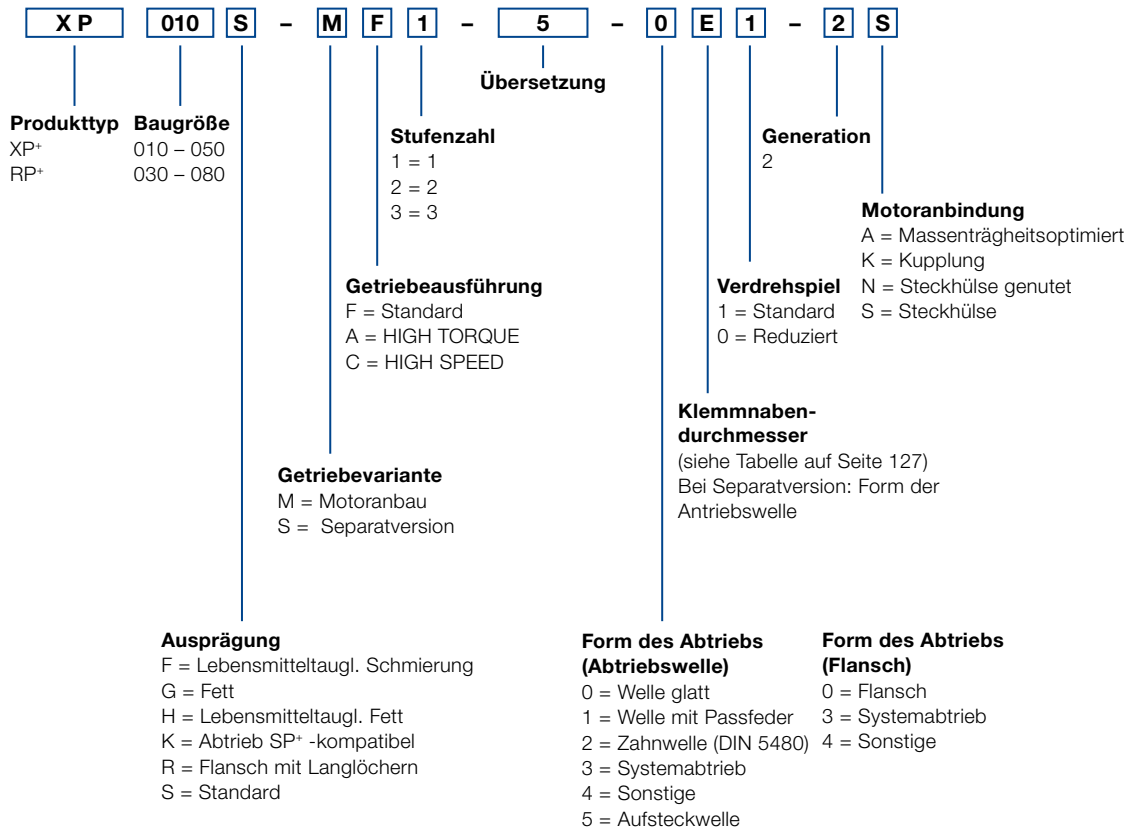 X P 010 S – M F 1 – 5 – 0 E 1 – 2 S
Übersetzung
Produkttyp
XP⁺
RP⁺
Baugröße
010 – 050
030 – 080
Stufenzahl
1 = 1
2 = 2
3 = 3
Generation
2
Motoranbindung
A = Massenträgheitsoptimiert
K = Kupplung
N = Steckhülse genutet
S = Steckhülse
Getriebeausführung
F = Standard
A = HIGH TORQUE
C = HIGH SPEED
Verdrehspiel
1 = Standard
0 = Reduziert
Klemmnaben-
durchmesser
(siehe Tabelle auf Seite 127)
Bei Separatversion: Form der
Antriebswelle
Getriebevariante
M = Motoranbau
S = Separatversion
Ausprägung
F = Lebensmitteltaugl. Schmierung
G = Fett
H = Lebensmitteltaugl. Fett
K = Abtrieb SP⁺ -kompatibel
R = Flansch mit Langlöchern
S = Standard
Form des Abtriebs
(Abtriebswelle)
0 = Welle glatt
1 = Welle mit Passfeder
2 = Zahnwelle (DIN 5480)
3 = Systemabtrieb
4 = Sonstige
5 = Aufsteckwelle
Form des Abtriebs
(Flansch)
0 = Flansch
3 = Systemabtrieb
4 = Sonstige